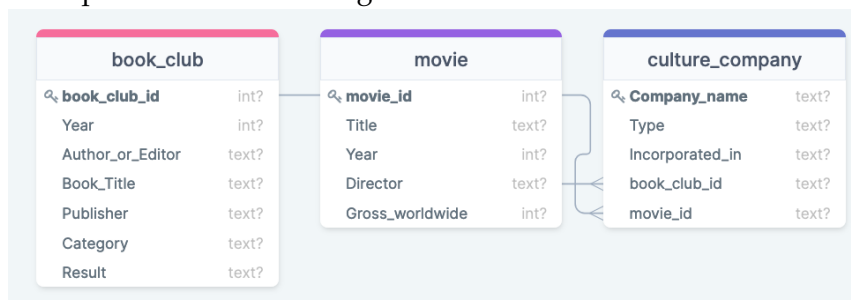 book_club
book_club_id int?
Year int?
Author_or_Editor text?
Book_Title text?
Publisher text?
Category text?
Result text?
movie
movie_id int?
Title text?
Year int?
Director text?
Gross_worldwide int?
culture_company
Company_name text?
Type text?
Incorporated_in text?
book_club_id text?
movie_id text?